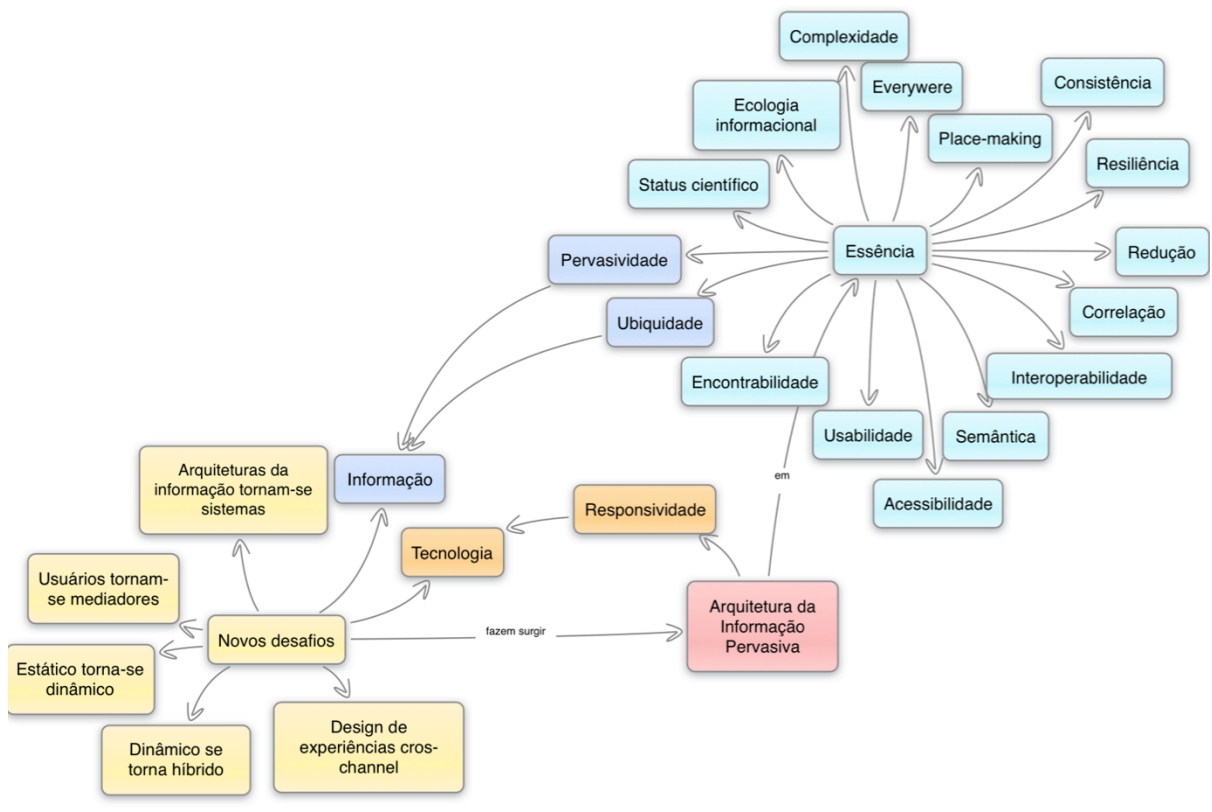 Complexidade
Everywere
Consistência
Ecologia
informacional
Place-making
Resiliência
Status científico
Essência
Redução
Pervasividade
Correlação
Ubiquidade
Interoperabilidade
Encontrabilidade
Usabilidade
Semântica
Acessibilidade
em
Arquiteturas da
informação tornam-se
sistemas
Informação
Responsividade
Tecnologia
Usuários tornam-
se mediadores
Arquitetura da
Informação
Pervasiva
Novos desafios
fazem surgir
Estático torna-se
dinâmico
Dinâmico se
torna híbrido
Design de
experiências cros-
channel